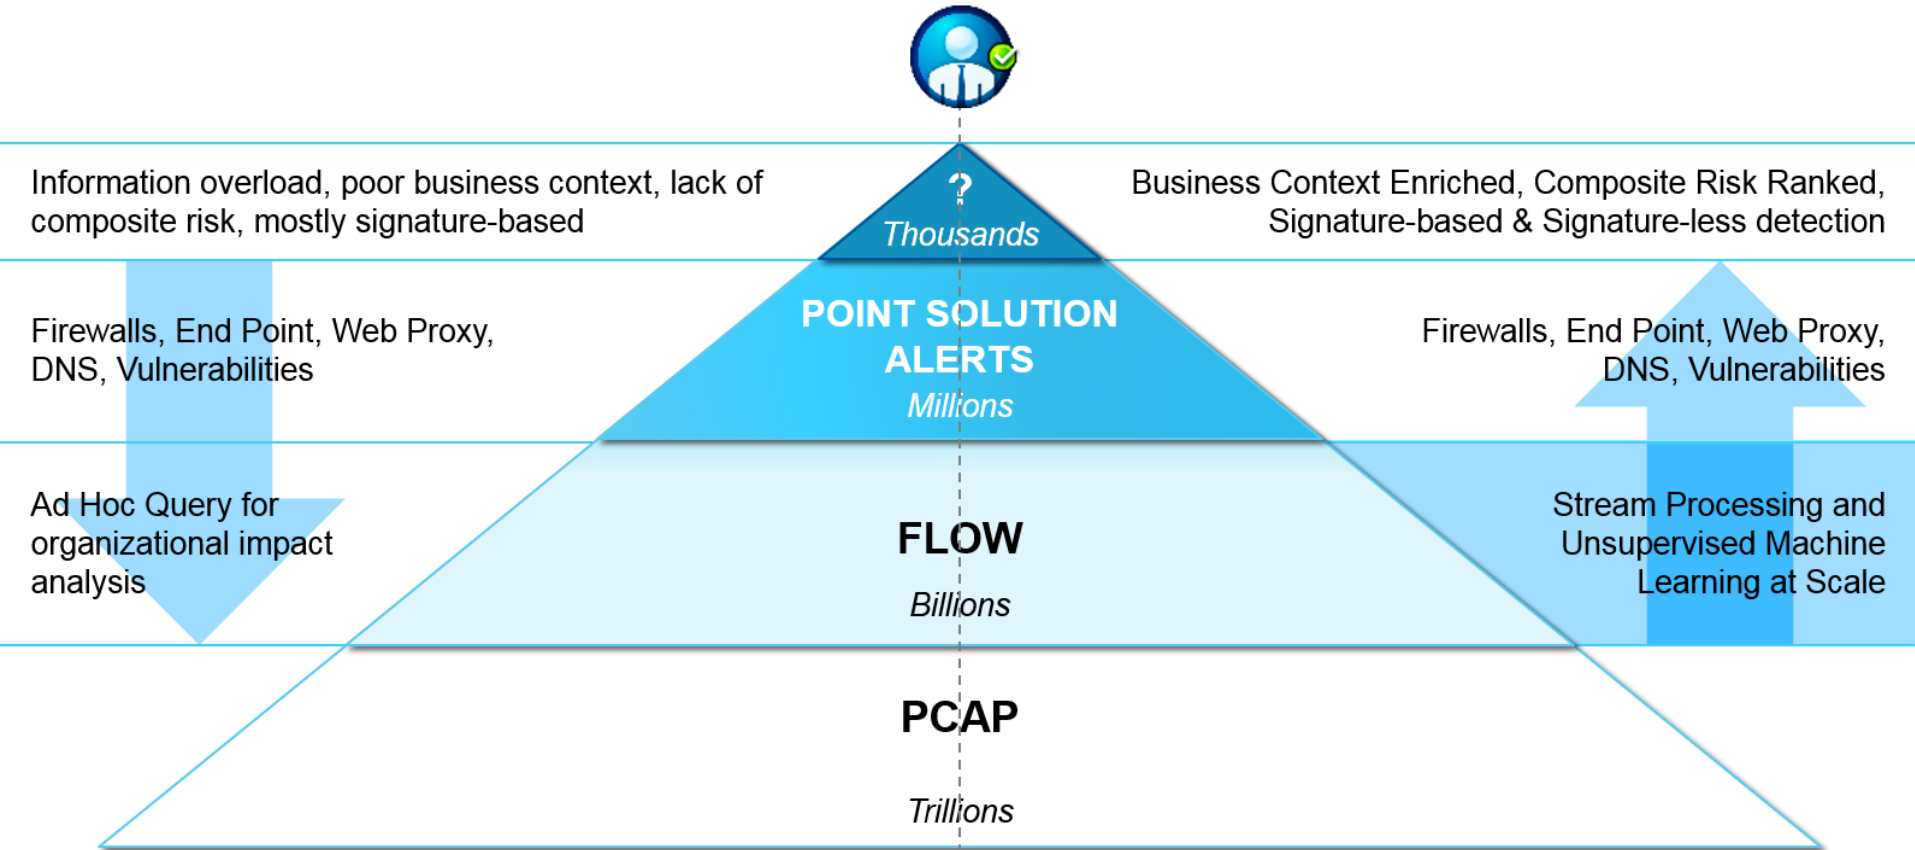 Information overload, poor business context, lack of
composite risk, mostly signature-based
?
Thousands
Business Context Enriched, Composite Risk Ranked,
Signature-based & Signature-less detection
Firewalls, End Point, Web Proxy,
DNS, Vulnerabilities
POINT SOLUTION
ALERTS
Millions
Firewalls, End Point, Web Proxy,
DNS, Vulnerabilities
Ad Hoc Query for
organizational impact
analysis
FLOW
Billions
Stream Processing and
Unsupervised Machine
Learning at Scale
PCAP
Trillions